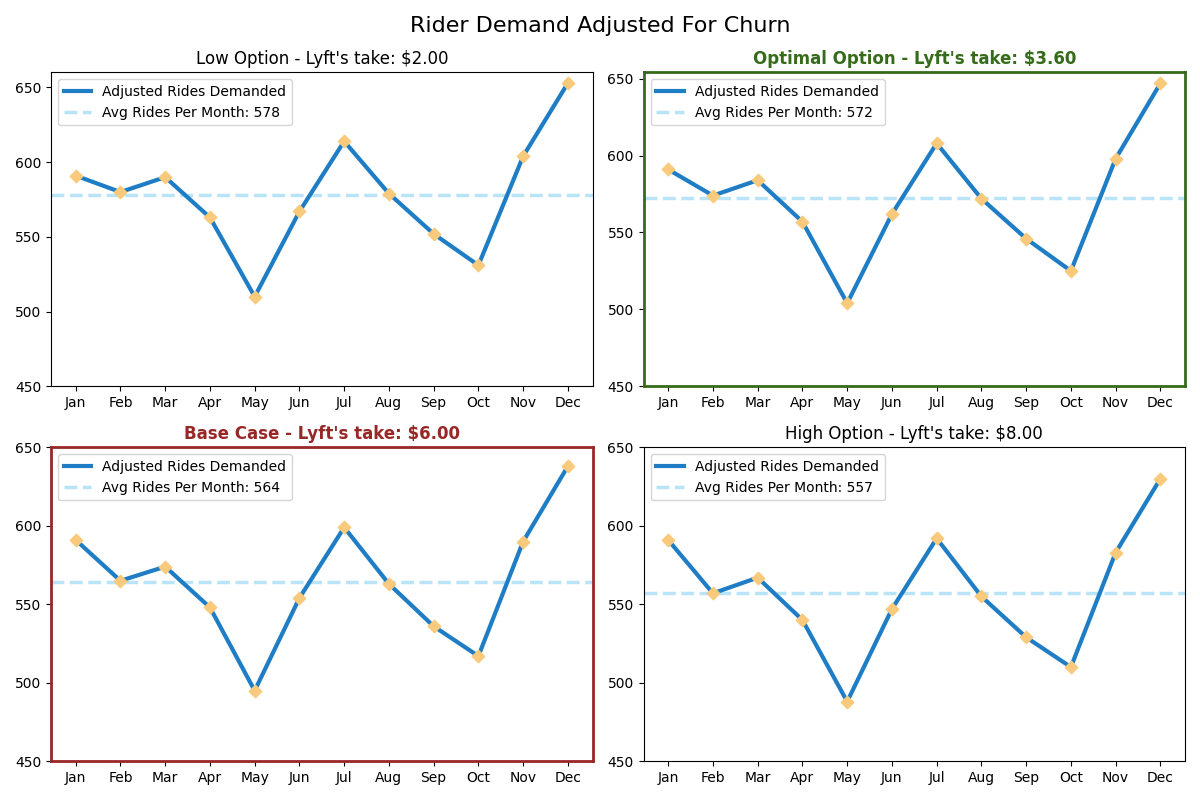 Rider Demand Adjusted For Churn
Low Option - Lyft's take: $2.00
Adjusted Rides Demanded
Avg Rides Per Month: 578
650
600
550
500
450
Jan Feb Mar Apr May Jun Jul Aug Sep Oct Nov Dec
Optimal Option - Lyft's take: $3.60
Adjusted Rides Demanded
Avg Rides Per Month: 572
650
600
550
500
450
Jan Feb Mar Apr May Jun Jul Aug Sep Oct Nov Dec
Base Case - Lyft's take: $6.00
Adjusted Rides Demanded
Avg Rides Per Month: 564
650
600
550
500
450
Jan Feb Mar Apr May Jun Jul Aug Sep Oct Nov Dec
High Option - Lyft's take: $8.00
Adjusted Rides Demanded
Avg Rides Per Month: 557
650
600
550
500
450
Jan Feb Mar Apr May Jun Jul Aug Sep Oct Nov Dec